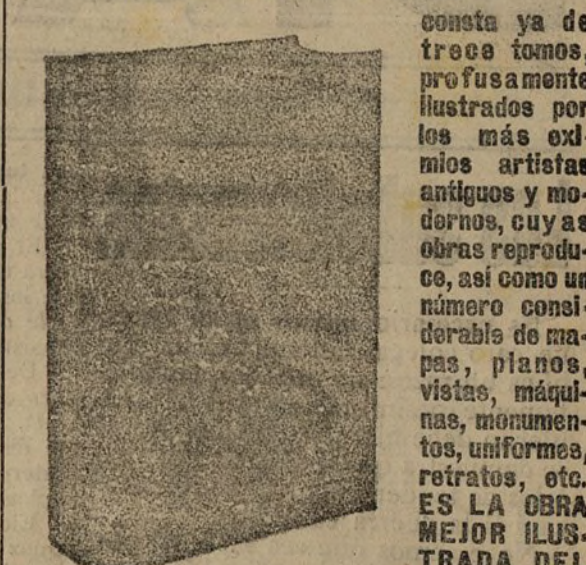 consta ya de
trece tomos,
profusamente
ilustrados por
los más exi-
mios artistas
antiguos y mo-
dernos, cuyas
obras reprodu-
ce, así como un
número consi-
derable de ma-
pas, planos,
vistas, máqui-
nas, monumen-
tos, uniformes,
retratos, etc.
ES LA OBRA
MEJOR ILUS-
TRADA DEL